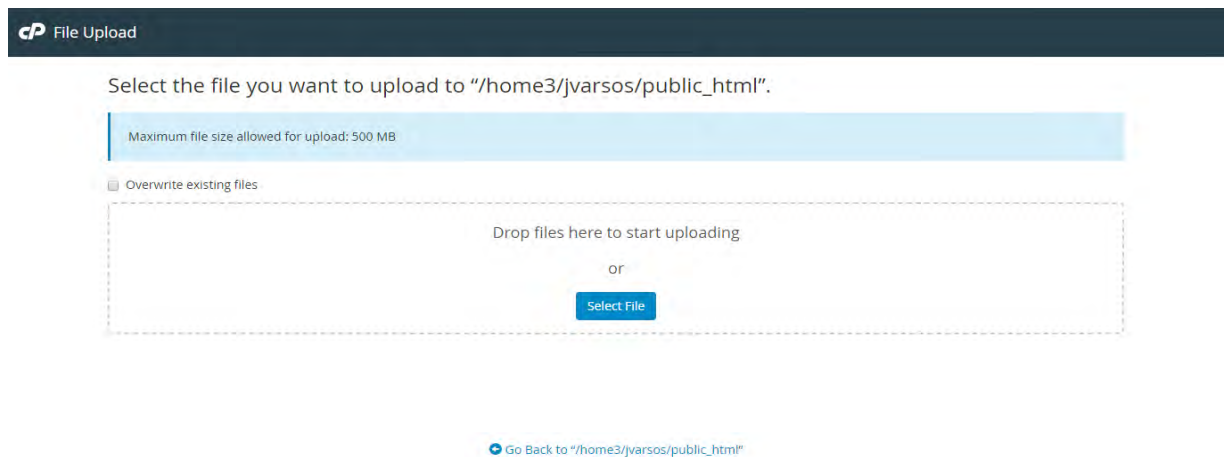 cP File Upload
Select the file you want to upload to “/home3/jvarsos/public_html”.
Maximum file size allowed for upload: 500 MB
Overwrite existing files
Drop files here to start uploading
or
Select File
Go Back to “/home3/jvarsos/public_html”